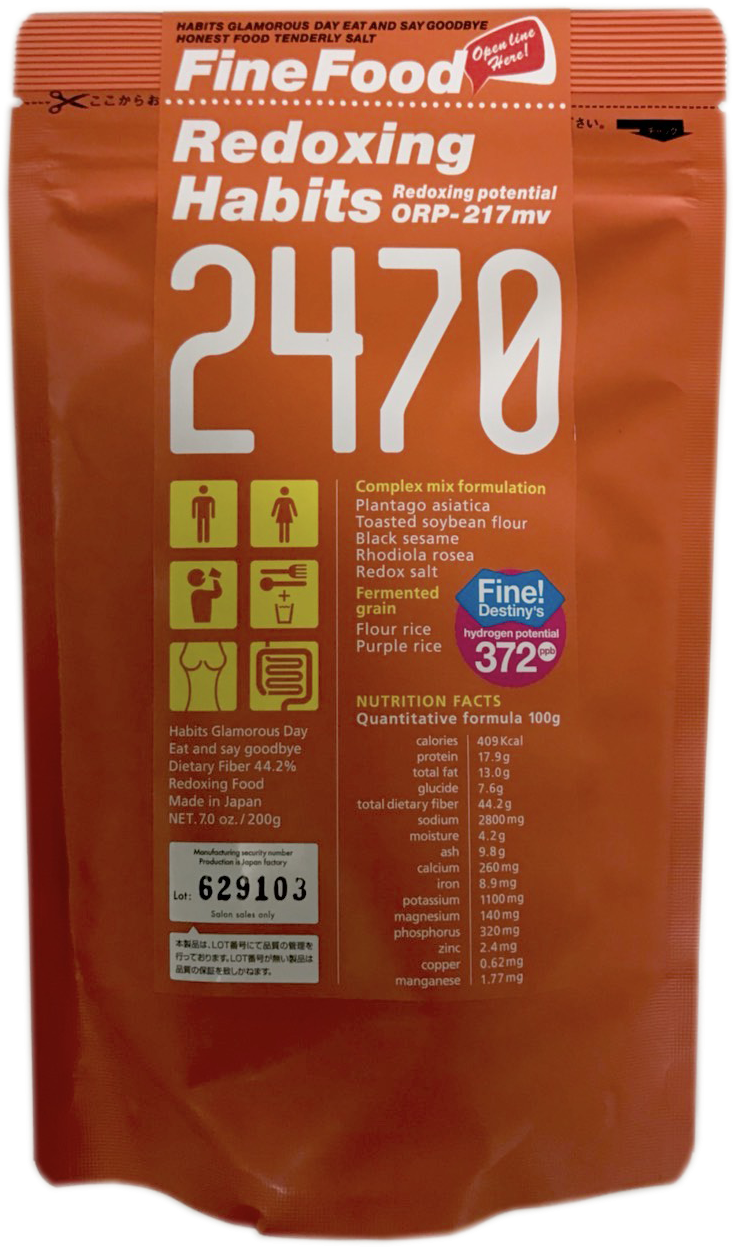 HABITS GLAMOROUS DAY EAT AND SAY GOODBYE
HONEST FOOD TENDERLY SALT
FineFood
Open line
Here!
ここからお
さい。
チャック
Redoxing
Habits
Redoxing potential
ORP-217mv
2470
Complex mix formulation
Plantago asiatica
Toasted soybean flour
Black sesame
Rhodiola rosea
Redox salt
Fermented
grain
Flour rice
Purple rice
Fine!
Destiny's
hydrogen potential
372ppb
Habits Glamorous Day
Eat and say goodbye
Dietary Fiber 44.2%
Redoxing Food
Made in Japan
NET.7.0 oz./200g
Manufacturing security number
Production is Japan factory
Lot: 629103
Salon sales only
本製品は、LOT番号にて品質の管理を
行っております。LOT番号が無い製品は
品質の保証を致しかねます。
NUTRITION FACTS
Quantitative formula 100g
calories 409Kcal
protein 17.9g
total fat 13.0g
glucide 7.6g
total dietary fiber 44.2g
sodium 2800mg
moisture 4.2g
ash 9.8g
calcium 260mg
iron 8.9mg
potassium 1100mg
magnesium 140mg
phosphorus 320mg
zinc 2.4mg
copper 0.62mg
manganese 1.77mg